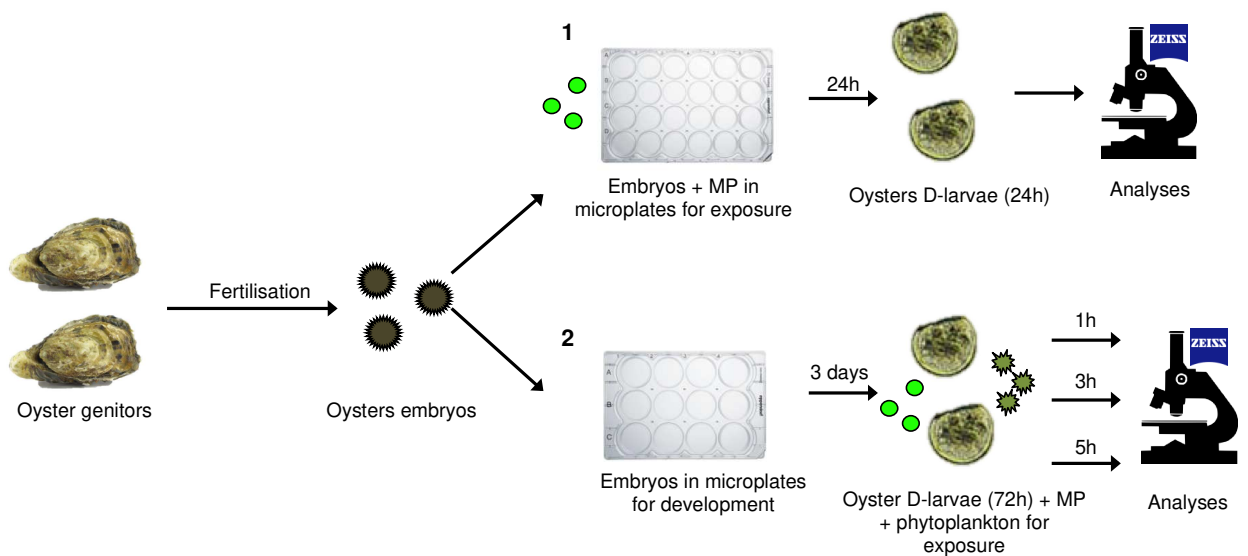 1
ZEISS
A
B
C
D
24h
Embryos + MP in
microplates for exposure
Oysters D-larvae (24h)
Analyses
Fertilisation
Oyster genitors
Oysters embryos
2
A
B
C
3 days
1h
3h
5h
ZEISS
Embryos in microplates
for development
Oyster D-larvae (72h) + MP
+ phytoplankton for
exposure
Analyses